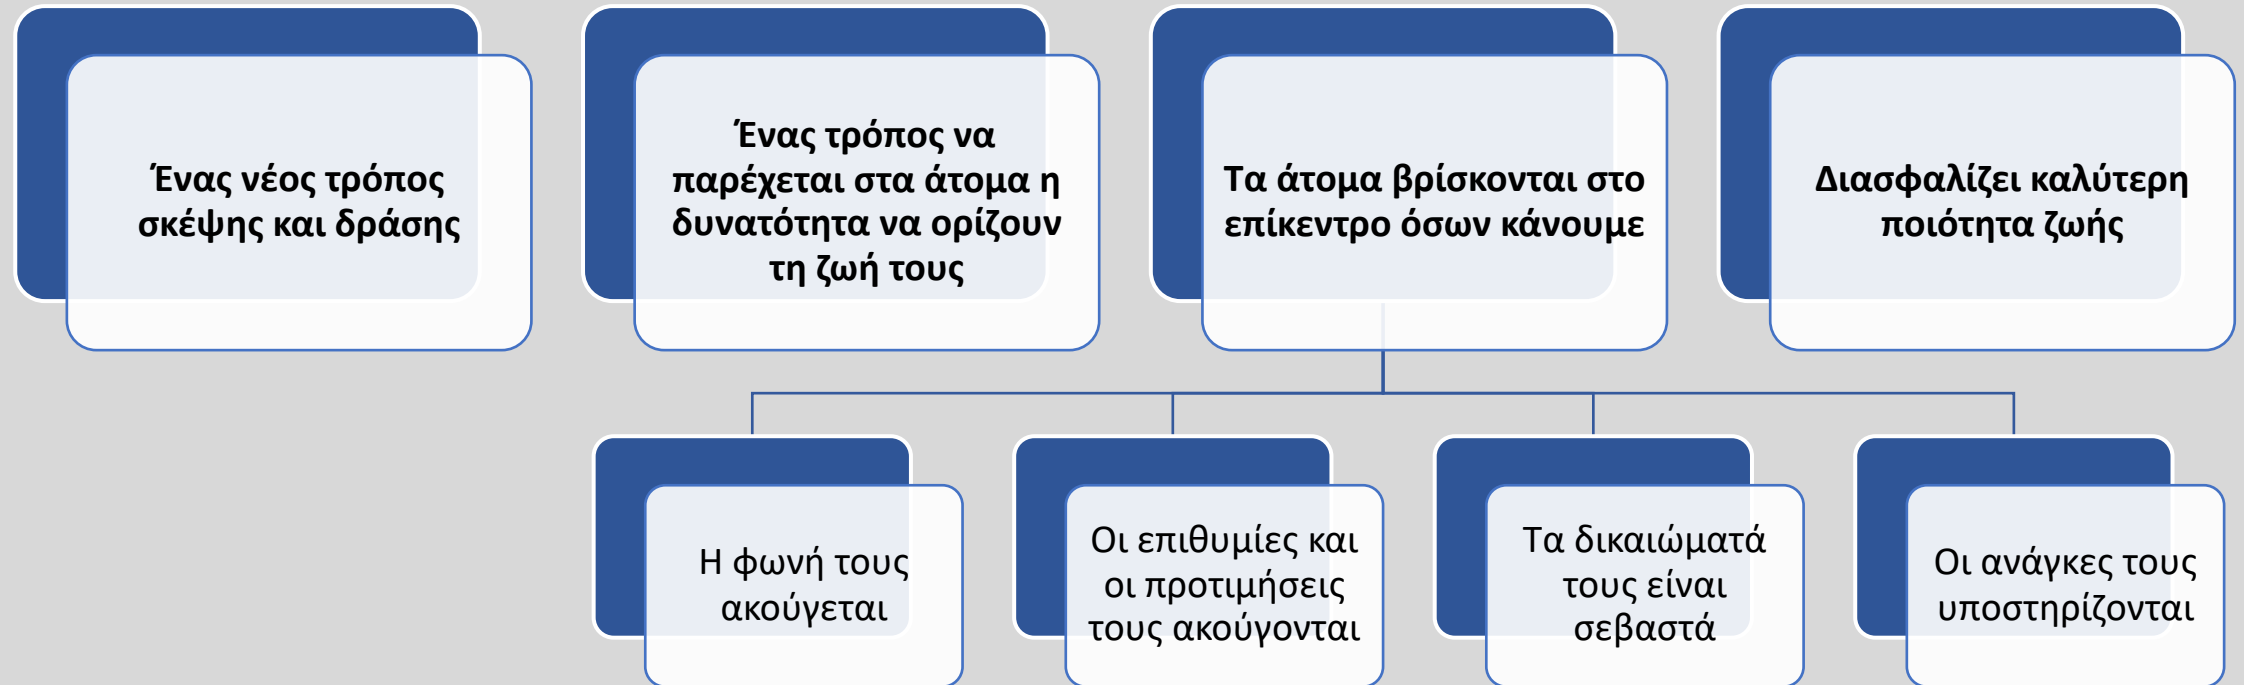 Ένας νέος τρόπος
σκέψης και δράσης
Ένας τρόπος να
παρέχεται στα άτομα η
δυνατότητα να ορίζουν
τη ζωή τους
Τα άτομα βρίσκονται στο
επίκεντρο όσων κάνουμε
Διασφαλίζει καλύτερη
ποιότητα ζωής
Η φωνή τους
ακούγεται
Οι επιθυμίες και
οι προτιμήσεις
τους ακούγονται
Τα δικαιώματά
τους είναι
σεβαστά
Οι ανάγκες τους
υποστηρίζονται